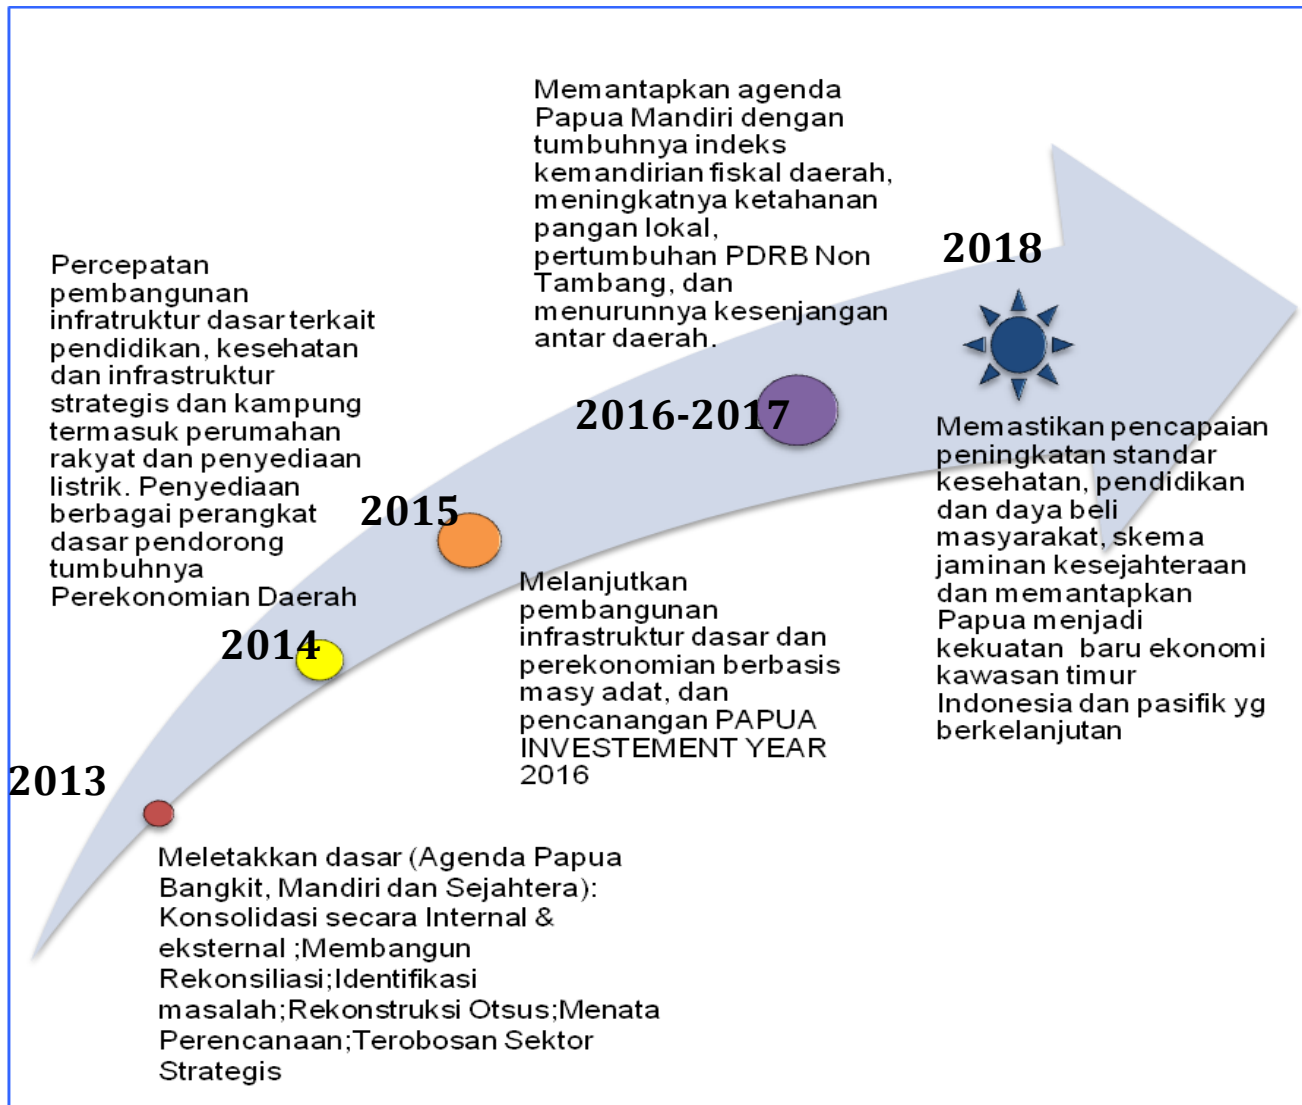 2013
Meletakkan dasar (Agenda Papua
Bangkit, Mandiri dan Sejahtera):
Konsolidasi secara Internal &
eksternal ;Membangun
Rekonsiliasi;Identifikasi
masalah;Rekonstruksi Otsus;Menata
Perencanaan;Terobosan Sektor
Strategis
2014
Percepatan
pembangunan
infratruktur dasar terkait
pendidikan, kesehatan
dan infrastruktur
strategis dan kampung
termasuk perumahan
rakyat dan penyediaan
listrik. Penyediaan
berbagai perangkat
dasar pendorong
tumbuhnya
Perekonomian Daerah
2015
Melanjutkan
pembangunan
infrastruktur dasar dan
perekonomian berbasis
masy adat, dan
pencanangan PAPUA
INVESTEMENT YEAR
2016
2016-2017
Memantapkan agenda
Papua Mandiri dengan
tumbuhnya indeks
kemandirian fiskal daerah,
meningkatnya ketahanan
pangan lokal,
pertumbuhan PDRB Non
Tambang, dan
menurunnya kesenjangan
antar daerah.
2018
Memastikan pencapaian
peningkatan standar
kesehatan, pendidikan
dan daya beli
masyarakat, skema
jaminan kesejahteraan
dan memantapkan
Papua menjadi
kekuatan baru ekonomi
kawasan timur
Indonesia dan pasifik yg
berkelanjutan